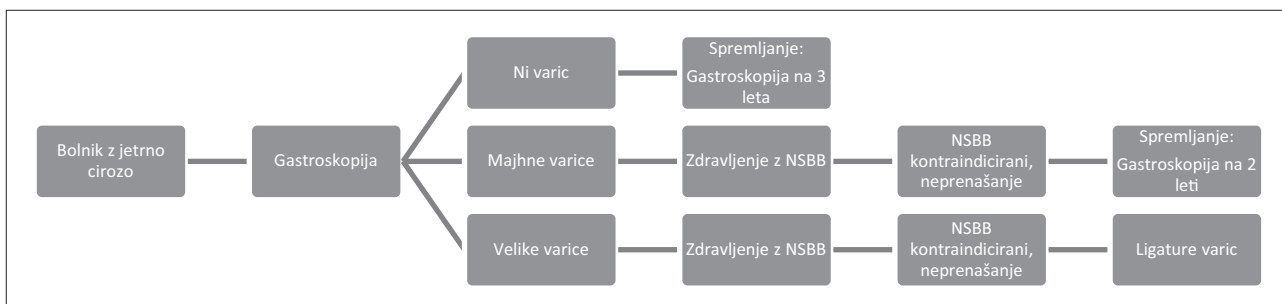 Bolnik z jetrno
cirozo
Gastroskopija
Ni varic
Spremljanje:
Gastroskopija na 3
leta
Majhne varice
Zdravljenje z NSBB
NSBB
kontraindicirani,
neprenašanje
Spremljanje:
Gastroskopija na 2
leti
Velike varice
Zdravljenje z NSBB
NSBB
kontraindicirani,
neprenašanje
Ligature varic